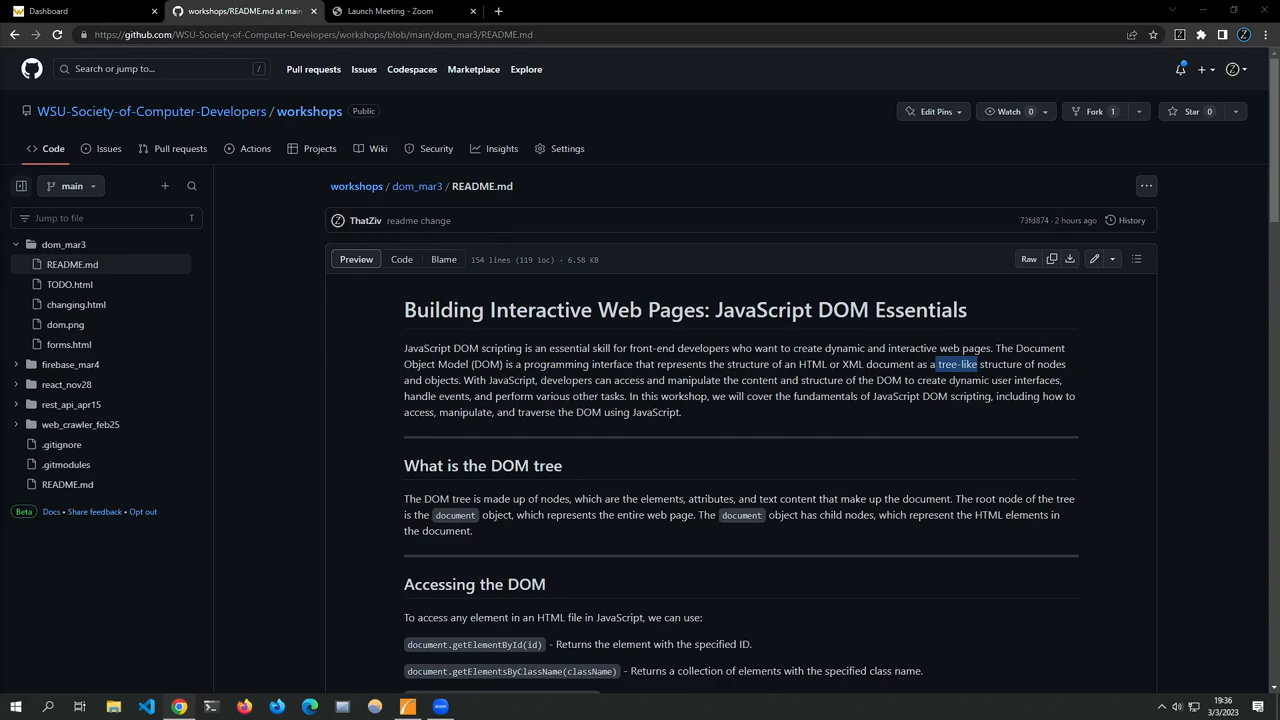 Dashboard
workshops/README.md at main
Launch Meeting - Zoom
https://github.com/WSU-Society-of-Computer-Developers/workshops/blob/main/dom_mar3/README.md
Search or jump to...
/
Pull requests
Issues
Codespaces
Marketplace
Explore
WSU-Society-of-Computer-Developers / workshops
Public
Edit Pins
Watch 0
Fork 1
Star 0
Code
Issues
Pull requests
Actions
Projects
Wiki
Security
Insights
Settings
main
Jump to file
T
dom_mar3
README.md
TODO.html
changing.html
dom.png
forms.html
firebase_mar4
react_nov28
rest_api_apr15
web_crawler_feb25
.gitignore
.gitmodules
README.md
Beta Docs • Share feedback • Opt out
workshops / dom_mar3 / README.md
ThatZiv readme change
73fd874 · 2 hours ago
History
Preview
Code
Blame
154 lines (119 loc) · 6.58 KB
Raw
Building Interactive Web Pages: JavaScript DOM Essentials
JavaScript DOM scripting is an essential skill for front-end developers who want to create dynamic and interactive web pages. The Document
Object Model (DOM) is a programming interface that represents the structure of an HTML or XML document as a tree-like structure of nodes
and objects. With JavaScript, developers can access and manipulate the content and structure of the DOM to create dynamic user interfaces,
handle events, and perform various other tasks. In this workshop, we will cover the fundamentals of JavaScript DOM scripting, including how to
access, manipulate, and traverse the DOM using JavaScript.
What is the DOM tree
The DOM tree is made up of nodes, which are the elements, attributes, and text content that make up the document. The root node of the tree
is the document object, which represents the entire web page. The document object has child nodes, which represent the HTML elements in
the document.
Accessing the DOM
To access any element in an HTML file in JavaScript, we can use:
document.getElementById(id) - Returns the element with the specified ID.
document.getElementsByClassName(className) - Returns a collection of elements with the specified class name.
zoom
19:36
3/3/2023